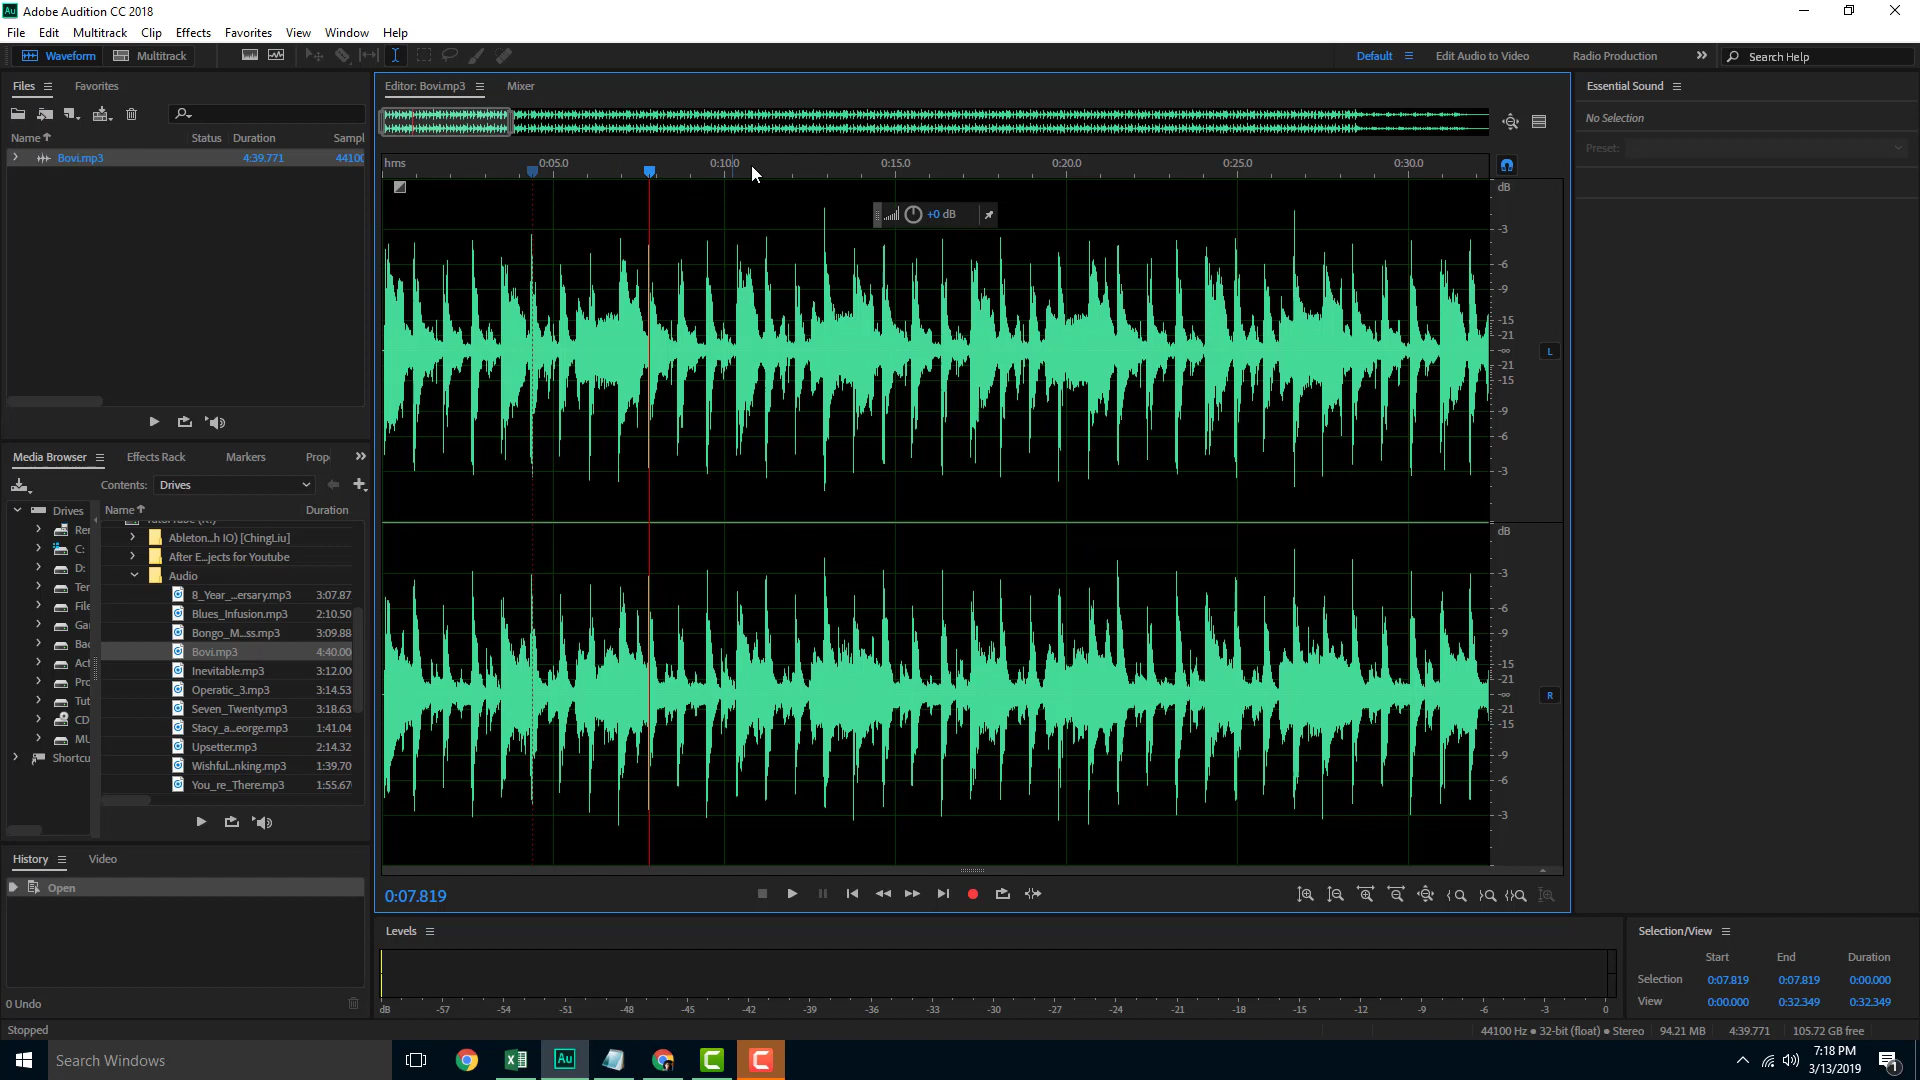 Au Adobe Audition CC 2018
File Edit Multitrack Clip Effects Favorites View Window Help
Waveform Multitrack Default Edit Audio to Video Radio Production Search Help
Files Favorites
Name Status Duration Sampl
Bovi.mp3 4:39.771 44100
Editor: Bovi.mp3 Mixer
hms 0:05.0 0:10.0 0:15.0 0:20.0 0:25.0 0:30.0
+0 dB
dB
-3
-6
-9
-15
-21
-∞
-21
-15
-9
-6
-3
L
dB
-3
-6
-9
-15
-21
-∞
-21
-15
-9
-6
-3
R
Essential Sound
No Selection
Preset:
Media Browser Effects Rack Markers Prop
Contents: Drives
Drives
Re
C:
D:
Ter
File
Ga
Bac
Act
Pro
Tut
CD
MU
Shortcu
Name Duration
Ableton...h IO) [ChingLiu]
After E...jects for Youtube
Audio
8_Year_...ersary.mp3 3:07.87
Blues_Infusion.mp3 2:10.50
Bongo_M...ss.mp3 3:09.88
Bovi.mp3 4:40.00
Inevitable.mp3 3:12.00
Operatic_3.mp3 3:14.53
Seven_Twenty.mp3 3:18.63
Stacy_a...eorge.mp3 1:41.04
Upsetter.mp3 2:14.32
Wishful...nking.mp3 1:39.70
You_re_There.mp3 1:55.67
History Video
Open
0 Undo
0:07.819
Levels
dB -57 -54 -51 -48 -45 -42 -39 -36 -33 -30 -27 -24 -21 -18 -15 -12 -9 -6 -3 0
Selection/View
Start End Duration
Selection 0:07.819 0:07.819 0:00.000
View 0:00.000 0:32.349 0:32.349
Stopped
44100 Hz ● 32-bit (float) ● Stereo 94.21 MB 4:39.771 105.72 GB free
Search Windows
Au
7:18 PM
3/13/2019
1